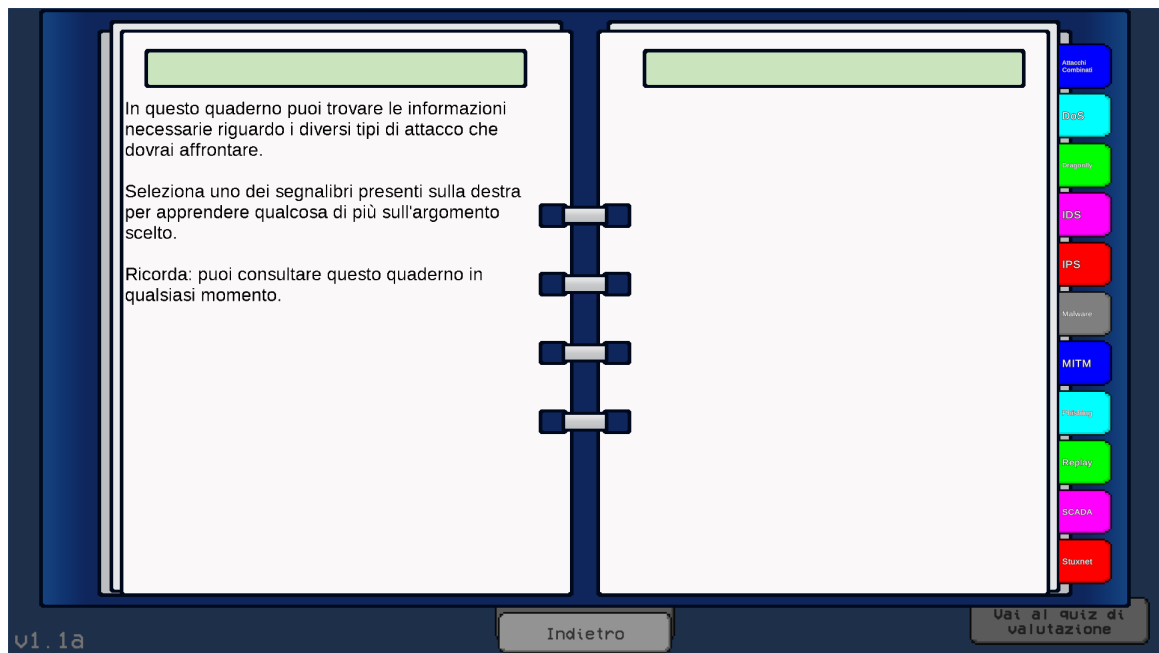 In questo quaderno puoi trovare le informazioni
necessarie riguardo i diversi tipi di attacco che
dovrai affrontare.
Seleziona uno dei segnalibri presenti sulla destra
per apprendere qualcosa di più sull'argomento
scelto.
Ricorda: puoi consultare questo quaderno in
qualsiasi momento.
Attacchi
Combinati
DoS
Dragonfly
IDS
IPS
Malware
MITM
Phishing
Replay
SCADA
Stuxnet
v1.1a
Indietro
Vai al quiz di
valutazione